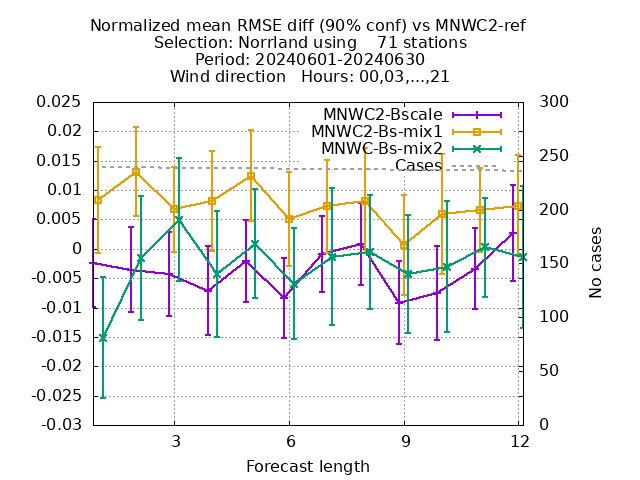 Normalized mean RMSE diff (90% conf) vs MNWC2-ref
Selection: Norrland using 71 stations
Period: 20240601-20240630
Wind direction Hours: 00,03,...,21
MNWC2-Bscale
MNWC2-Bs-mix1
MNWC-Bs-mix2
Cases
0.025
0.02
0.015
0.01
0.005
0
-0.005
-0.01
-0.015
-0.02
-0.025
-0.03
300
250
200
150
100
50
0
No cases
3 6 9 12
Forecast length